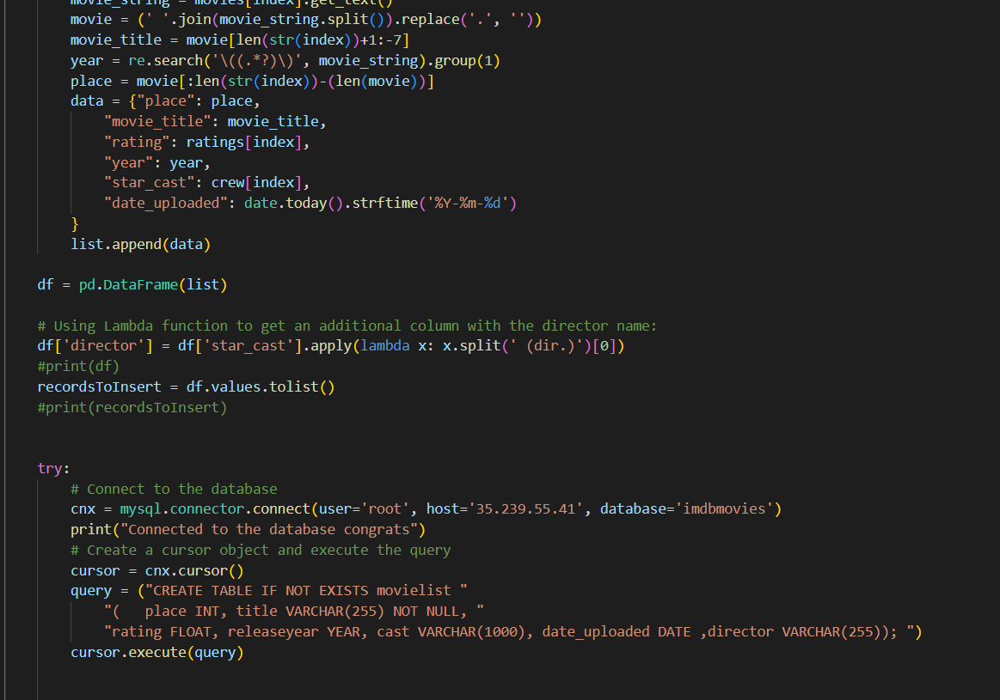 movie_string = movies[index].get_text()
movie = (' '.join(movie_string.split()).replace('.', ''))
movie_title = movie[len(str(index))+1:-7]
year = re.search('\((.*?)\)', movie_string).group(1)
place = movie[:len(str(index))-(len(movie))]
data = {"place": place,
"movie_title": movie_title,
"rating": ratings[index],
"year": year,
"star_cast": crew[index],
"date_uploaded": date.today().strftime('%Y-%m-%d')
}
list.append(data)
df = pd.DataFrame(list)
# Using Lambda function to get an additional column with the director name:
df['director'] = df['star_cast'].apply(lambda x: x.split(' (dir.)')[0])
#print(df)
recordsToInsert = df.values.tolist()
#print(recordsToInsert)
try:
# Connect to the database
cnx = mysql.connector.connect(user='root', host='35.239.55.41', database='imdbmovies')
print("Connected to the database congrats")
# Create a cursor object and execute the query
cursor = cnx.cursor()
query = ("CREATE TABLE IF NOT EXISTS movielist "
"(   place INT, title VARCHAR(255) NOT NULL, "
"rating FLOAT, releaseyear YEAR, cast VARCHAR(1000), date_uploaded DATE ,director VARCHAR(255)); ")
cursor.execute(query)